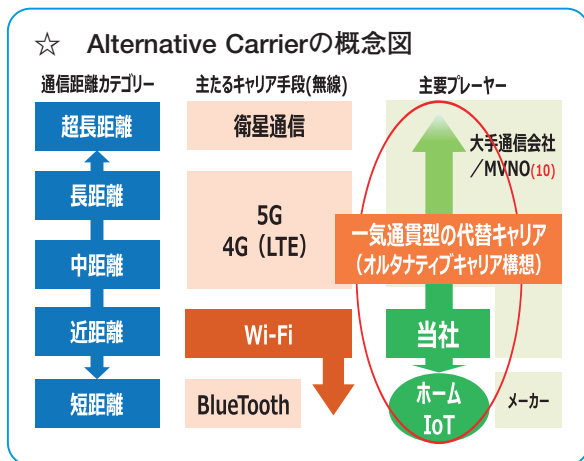 ☆ Alternative Carrierの概念図
通信距離カテゴリー
主たるキャリア手段(無線)
主要プレーヤー
超長距離
長距離
中距離
近距離
短距離
衛星通信
5G
4G（LTE）
Wi-Fi
BlueTooth
大手通信会社
／MVNO(10)
一気通貫型の代替キャリア
（オルタナティブキャリア構想）
当社
ホーム
IoT
メーカー